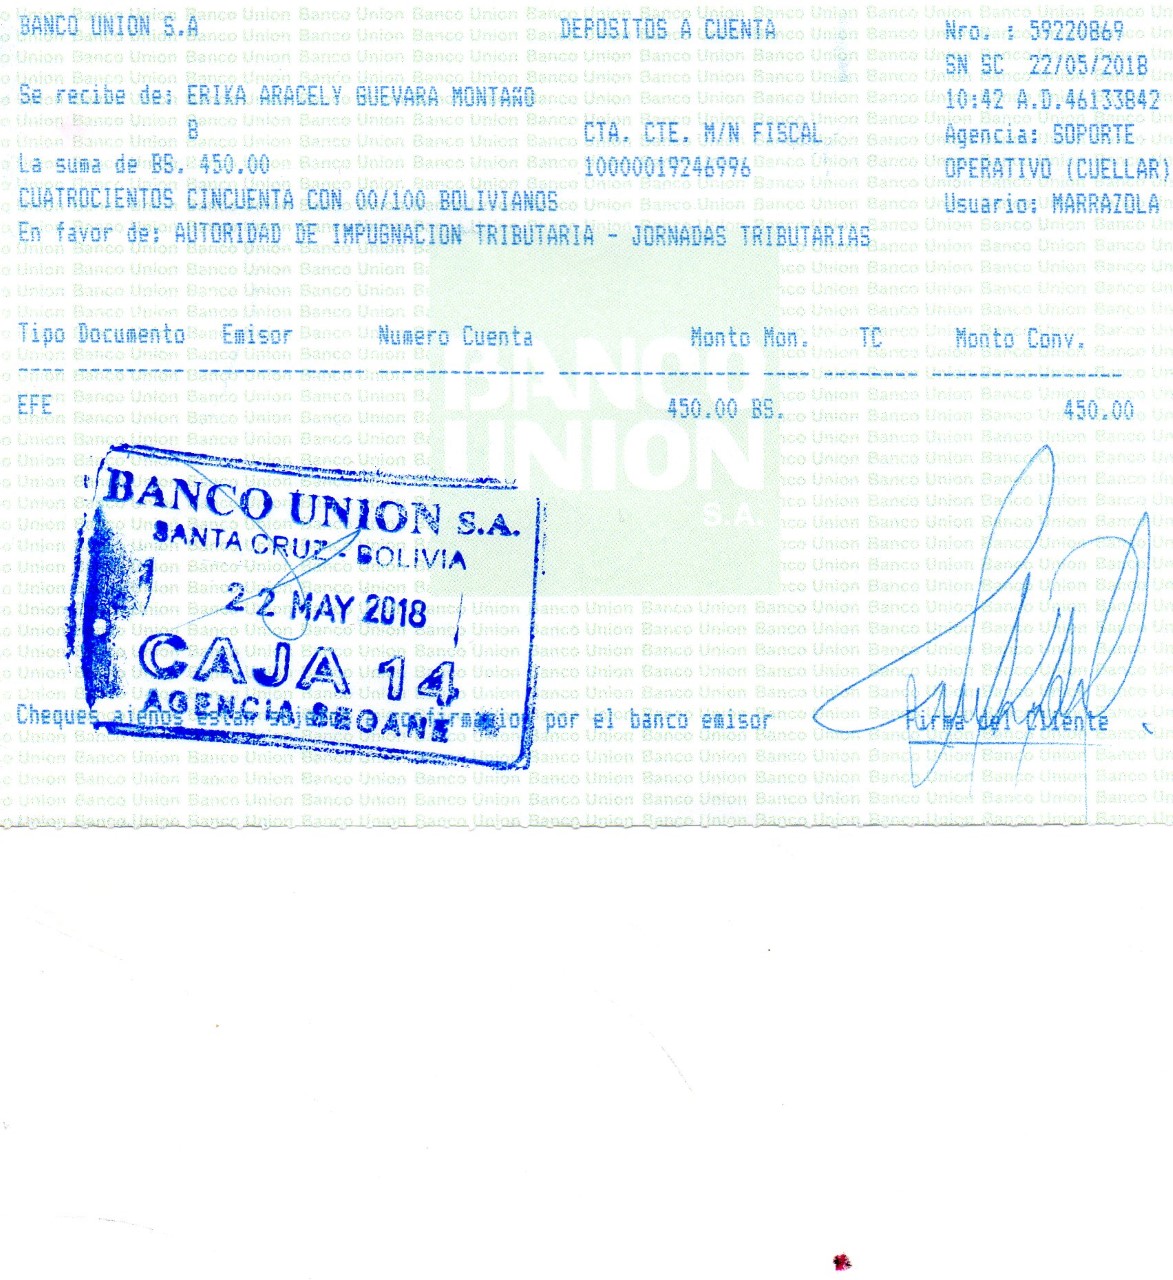 BANCO UNION S.A DEPOSITOS A CUENTA Nro. : 59220869
SN SC 22/05/2018
Se recibe de: ERIKA ARACELY GUEVARA MONTAÑO 10:42 A.D.46133842
B CTA. CTE. M/N FISCAL Agencia: SOPORTE
La suma de BS. 450.00 10000019246996 OPERATIVO (CUELLAR)
CUATROCIENTOS CINCUENTA CON 00/100 BOLIVIANOS Usuario: MARRAZOLA
En favor de: AUTORIDAD DE IMPUGNACION TRIBUTARIA - JORNADAS TRIBUTARIAS
Tipo Documento Emisor Numero Cuenta Monto Mon. TC Monto Conv.
EFE 450.00 BS. 450.00
BANCO
UNION
S.A.
BANCO UNION S.A.
SANTA CRUZ - BOLIVIA
22 MAY 2018
CAJA 14
AGENCIA SEOANE
Cheques ajenos estan sujetos a confirmacion por el banco emisor Firma del Cliente